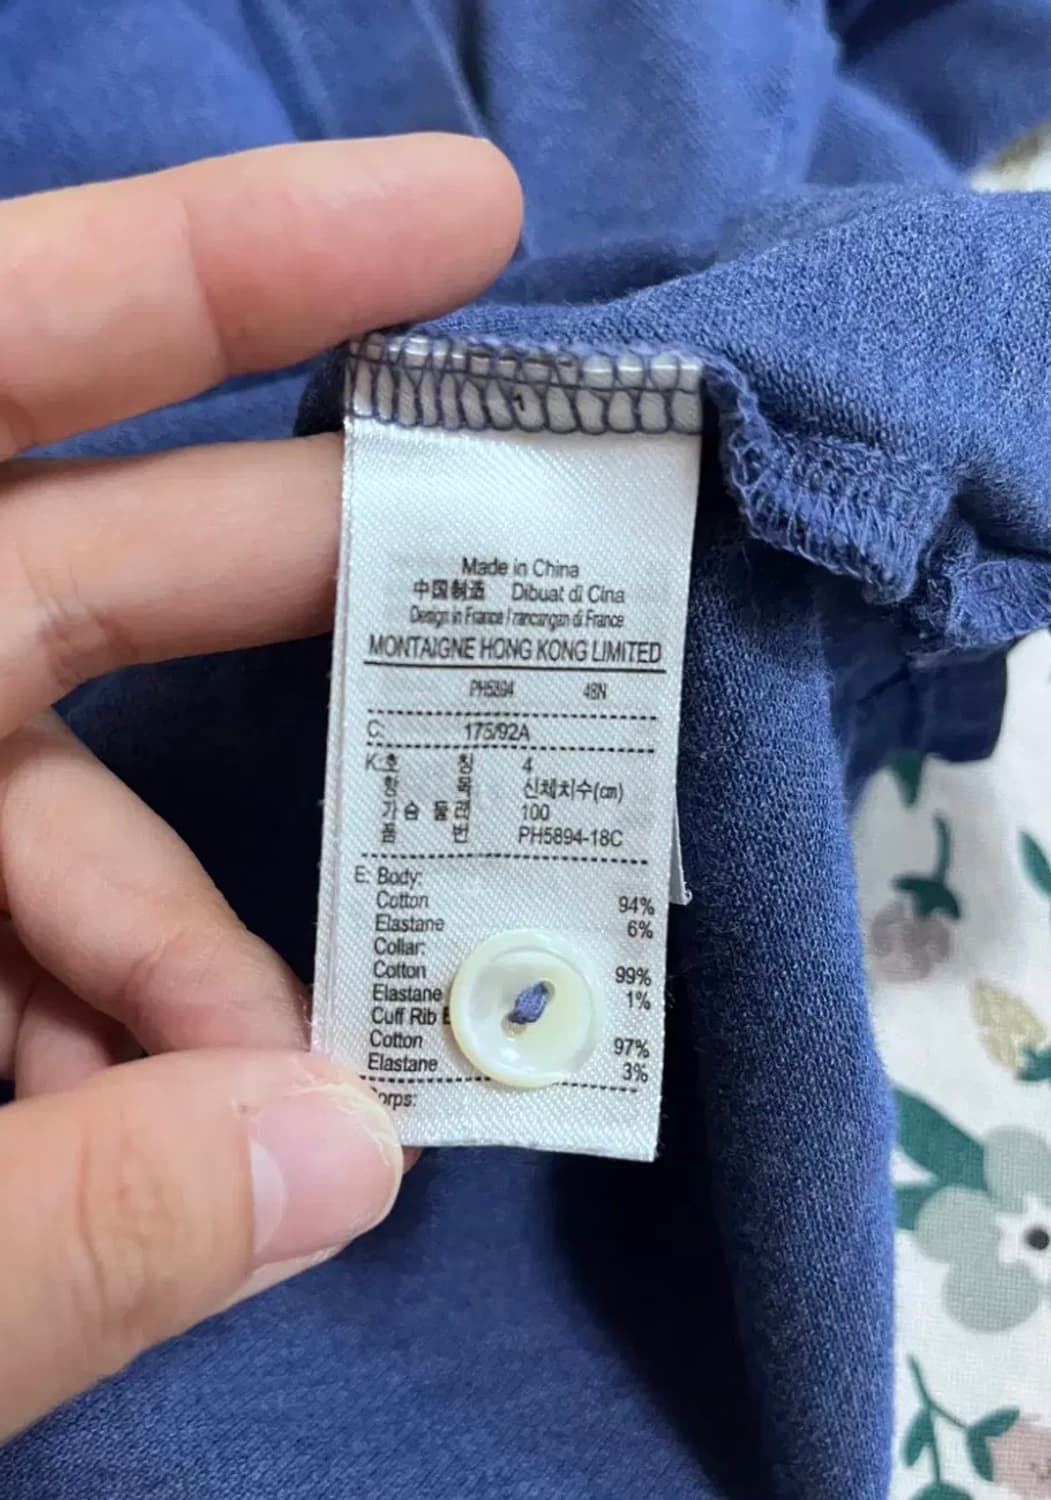 Made in China
中国制造 Dibuat di Cina
Design in France / rancangan di France
MONTAIGNE HONG KONG LIMITED
PH5894 48N
C: 175/92A
K:호 칭 4
항 목 신체치수(cm)
가슴 둘레 100
품 번 PH5894-18C
E: Body:
Cotton 94%
Elastane 6%
Collar:
Cotton 99%
Elastane 1%
Cuff Rib
Cotton 97%
Elastane 3%
orps: